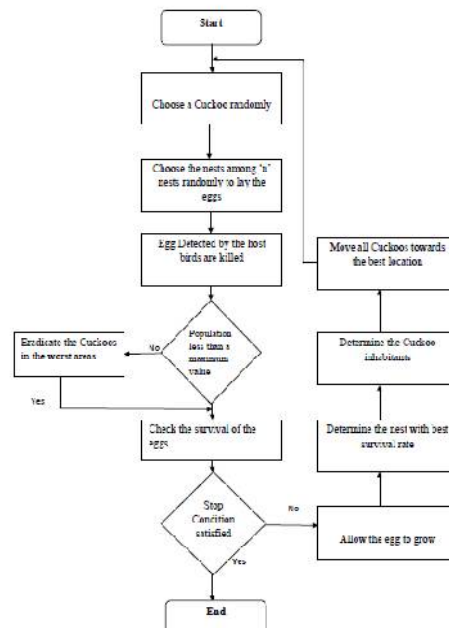 Start
Choose a Cuckoo randomly
Choose the nests among 'n'
nests randomly to lay the
eggs
Egg Detected by the host
birds are killed
Population
less than a
maximum
value
No
Eradicate the Cuckoos
in the worst areas
Yes
Check the survival of the
eggs
Stop
Condition
satisfied
No
Yes
End
Move all Cuckoos towards
the best location
Determine the Cuckoo
inhabitants
Determine the nest with best
survival rate
Allow the egg to grow